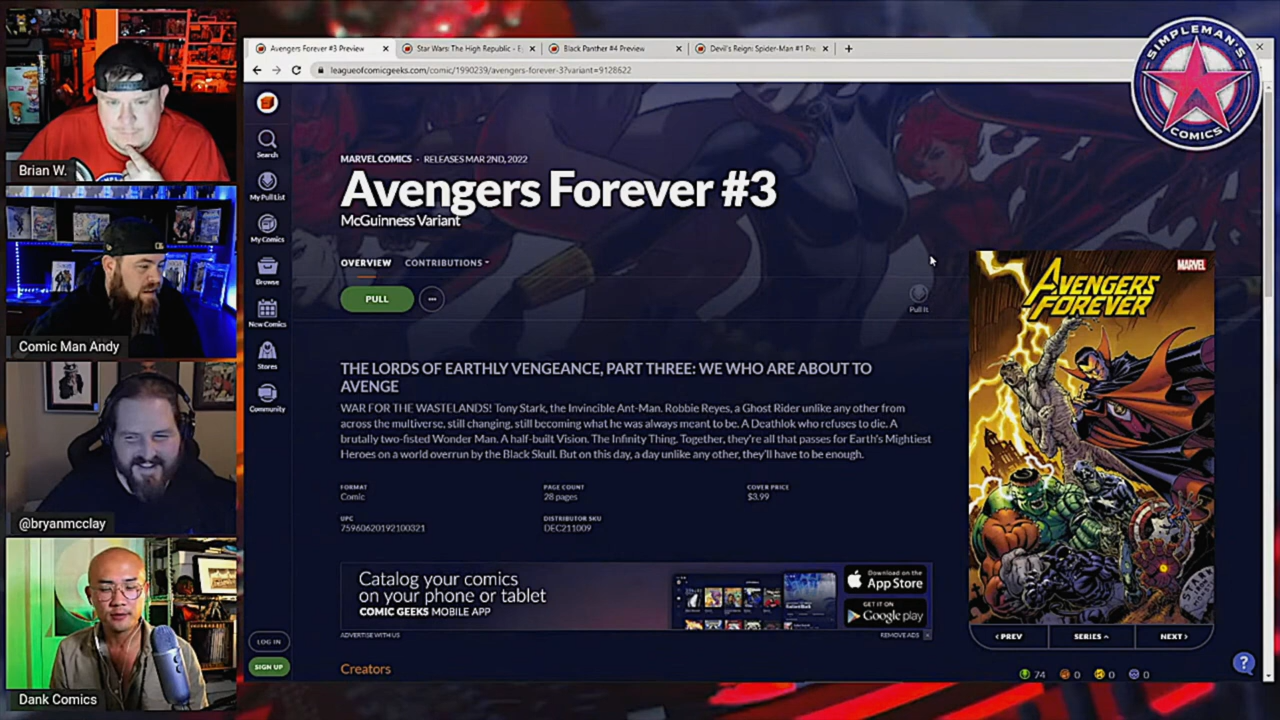 Brian W.
Comic Man Andy
@bryanmcclay
Dank Comics
Avengers Forever #3 Preview
Star Wars: The High Republic - E
Black Panther #4 Preview
Devil's Reign: Spider-Man #1 Pre
leagueofcomicgeeks.com/comic/1990239/avengers-forever-3?variant=9128622
SIMPLEMAN'S
COMICS
Search
My Pull List
My Comics
Browse
New Comics
Stores
Community
LOG IN
SIGN UP
MARVEL COMICS · RELEASES MAR 2ND, 2022
Avengers Forever #3
McGuinness Variant
OVERVIEW CONTRIBUTIONS
PULL
Pull It
THE LORDS OF EARTHLY VENGEANCE, PART THREE: WE WHO ARE ABOUT TO
AVENGE
WAR FOR THE WASTELANDS! Tony Stark, the Invincible Ant-Man. Robbie Reyes, a Ghost Rider unlike any other from
across the multiverse, still changing, still becoming what he was always meant to be. A Deathlok who refuses to die. A
brutally two-fisted Wonder Man. A half-built Vision. The Infinity Thing. Together, they're all that passes for Earth's Mightiest
Heroes on a world overrun by the Black Skull. But on this day, a day unlike any other, they'll have to be enough.
FORMAT
Comic
PAGE COUNT
28 pages
COVER PRICE
$3.99
UPC
75960620192100321
DISTRIBUTOR SKU
DEC211009
Catalog your comics
on your phone or tablet
COMIC GEEKS MOBILE APP
Download on the
App Store
GET IT ON
Google play
ADVERTISE WITH US
REMOVE ADS
Creators
AVENGERS
FOREVER
MARVEL
‹ PREV
SERIES
NEXT ›
74 0 0 0
?